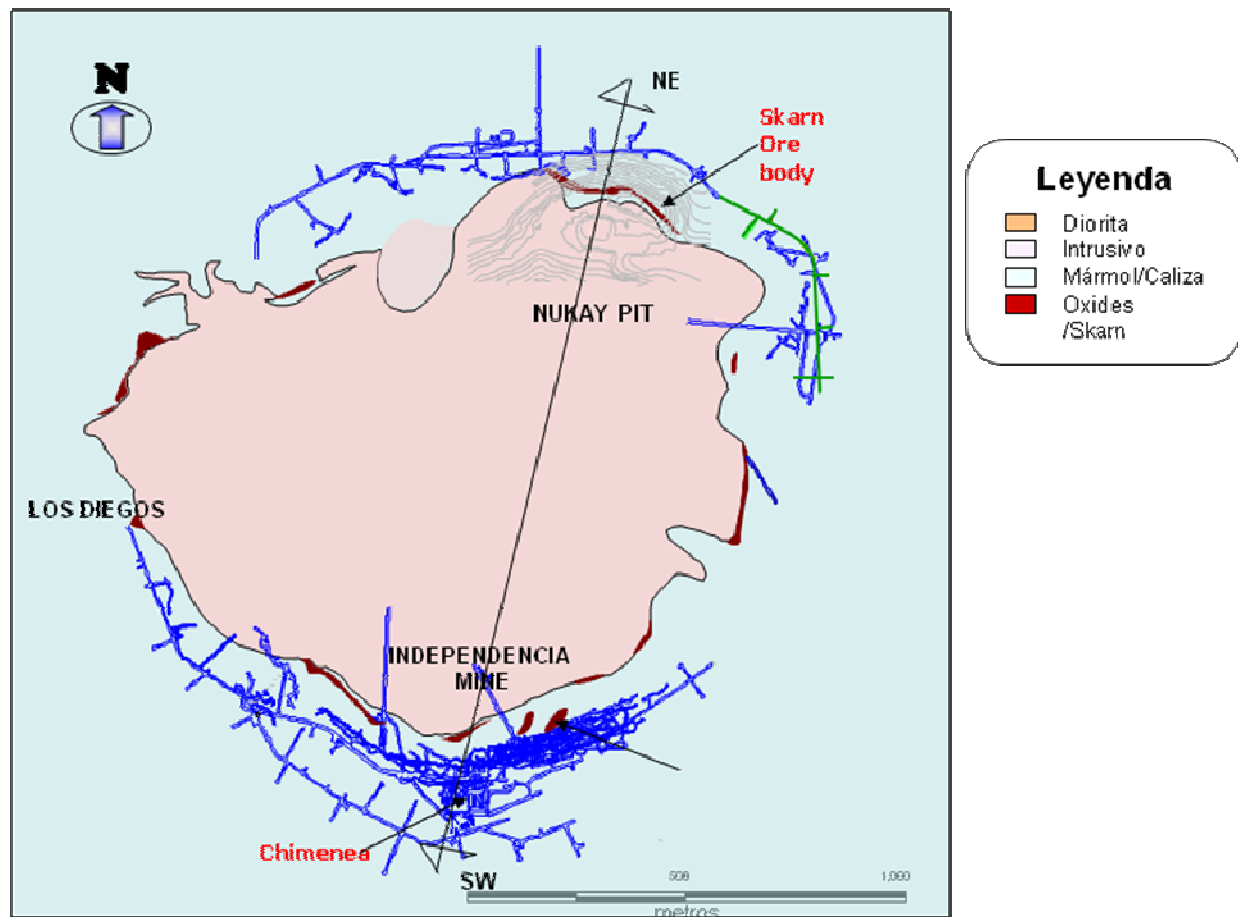 N
NE
Skarn
Ore
body
NUKAY PIT
LOS DIEGOS
INDEPENDENCIA
MINE
Chimenea
SW
500
1,000
metros
Leyenda
Diorita
Intrusivo
Mármol/Caliza
Oxides
/Skarn